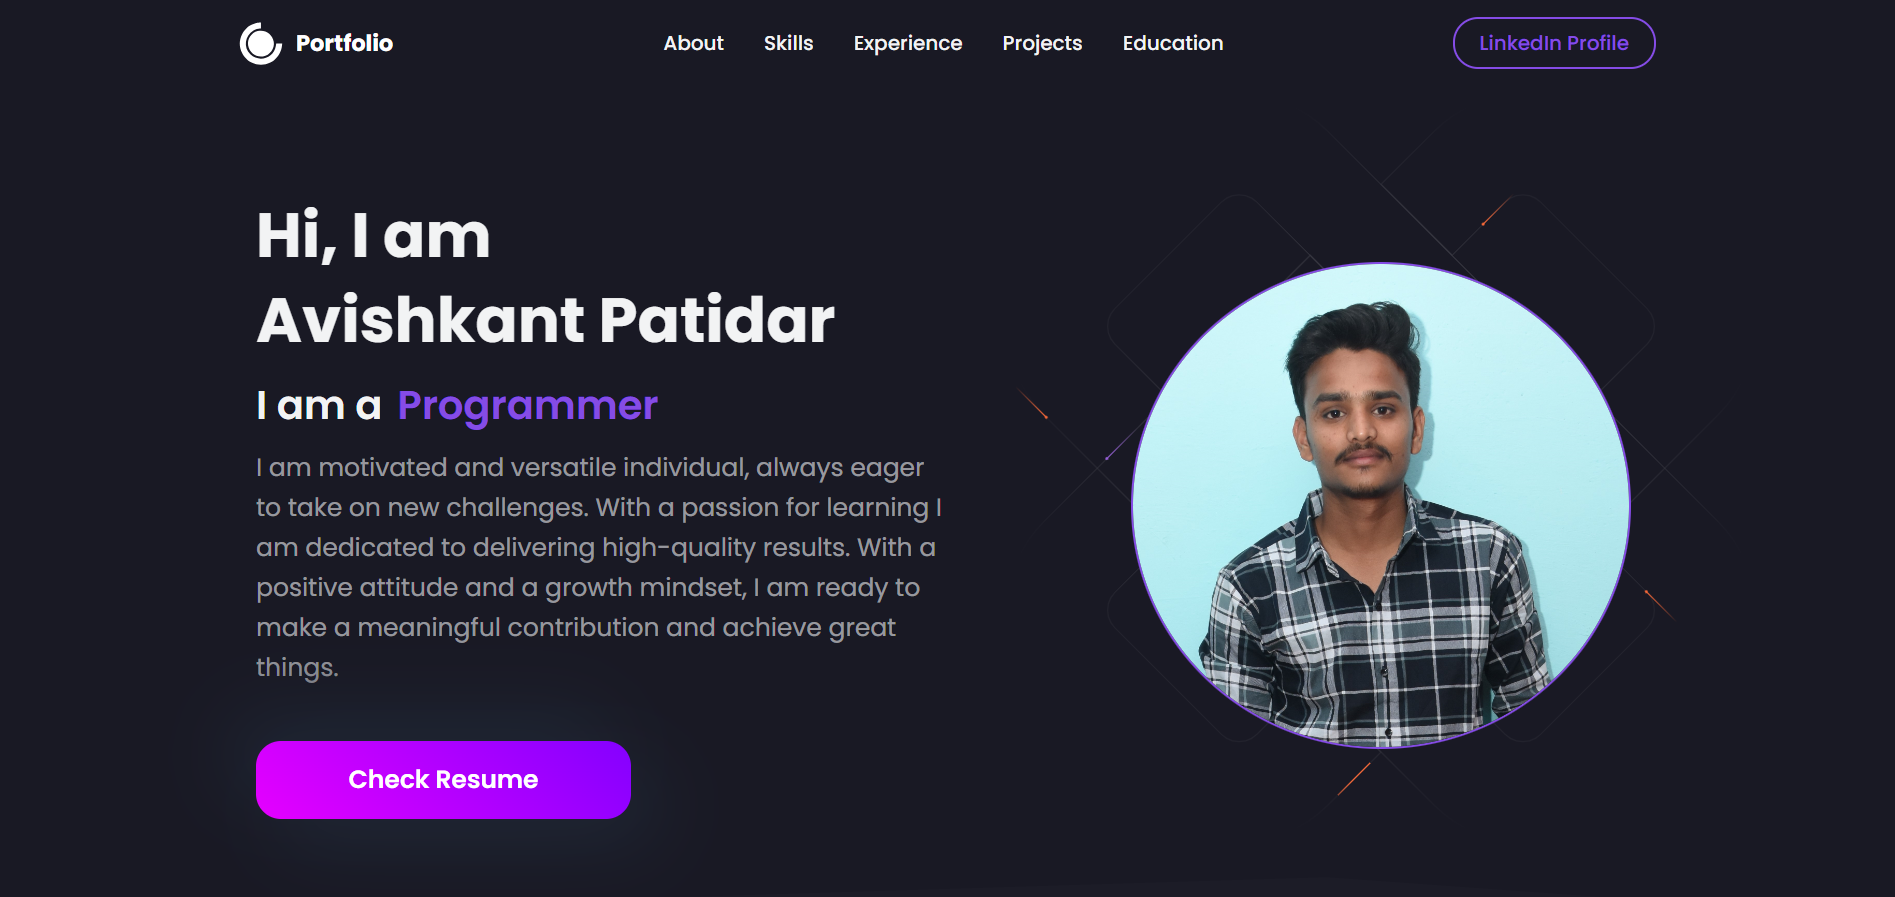 Portfolio
About
Skills
Experience
Projects
Education
LinkedIn Profile
Hi, I am
Avishkant Patidar
I am a Programmer
I am motivated and versatile individual, always eager
to take on new challenges. With a passion for learning I
am dedicated to delivering high-quality results. With a
positive attitude and a growth mindset, I am ready to
make a meaningful contribution and achieve great
things.
Check Resume